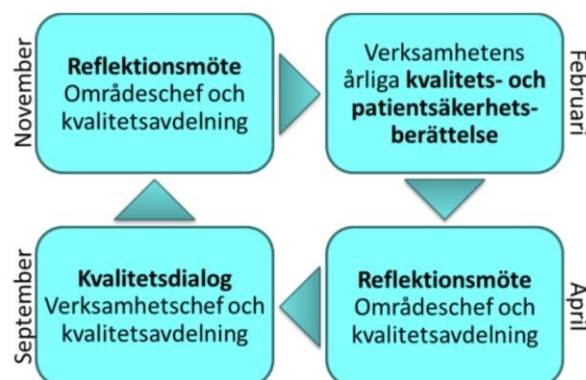 November
Reflektionsmöte
Områdeschef och
kvalitetsavdelning
Verksamhetens
årliga kvalitets- och
patientsäkerhets-
berättelse
Februari
September
Kvalitetsdialog
Verksamhetschef och
kvalitetsavdelning
Reflektionsmöte
Områdeschef och
kvalitetsavdelning
April